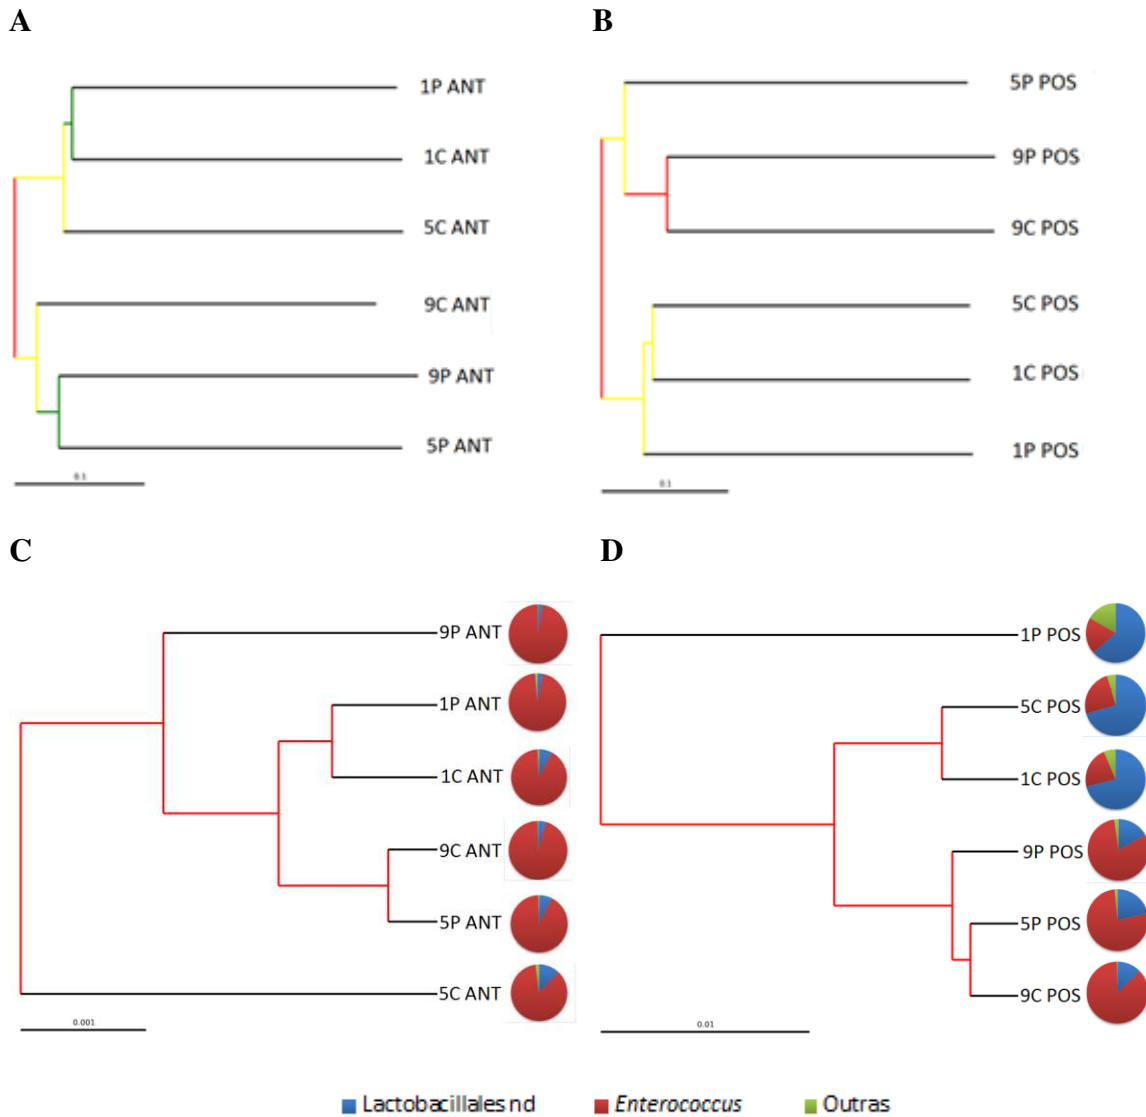 A
B
1P ANT
1C ANT
5C ANT
9C ANT
9P ANT
5P ANT
0.1
5P POS
9P POS
9C POS
5C POS
1C POS
1P POS
0.1
C
D
9P ANT
1P ANT
1C ANT
9C ANT
5P ANT
5C ANT
0.001
1P POS
5C POS
1C POS
9P POS
5P POS
9C POS
0.01
Lactobacillales nd
Enterococcus
Outras